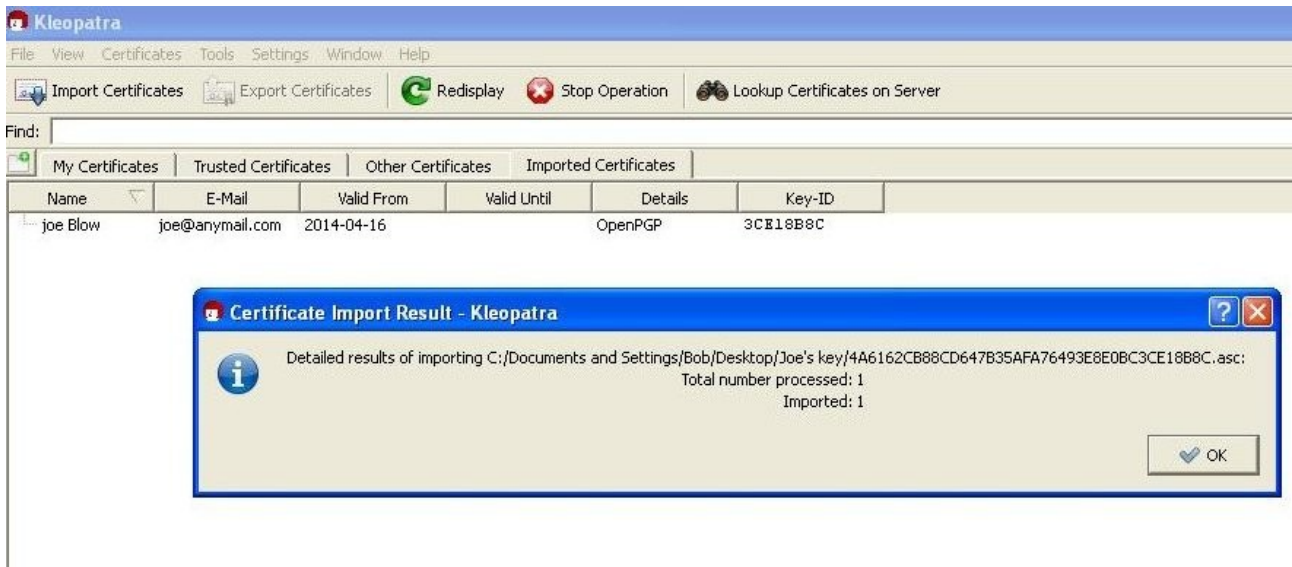 Kleopatra
File View Certificates Tools Settings Window Help
Import Certificates Export Certificates Redisplay Stop Operation Lookup Certificates on Server
Find:
My Certificates Trusted Certificates Other Certificates Imported Certificates
Name E-Mail Valid From Valid Until Details Key-ID
joe Blow joe@anymail.com 2014-04-16 OpenPGP 3CE18B8C
Certificate Import Result - Kleopatra
Detailed results of importing C:/Documents and Settings/Bob/Desktop/Joe's key/4A6162CB88CD647B35AFA76493E8E0BC3CE18B8C.asc:
Total number processed: 1
Imported: 1
OK